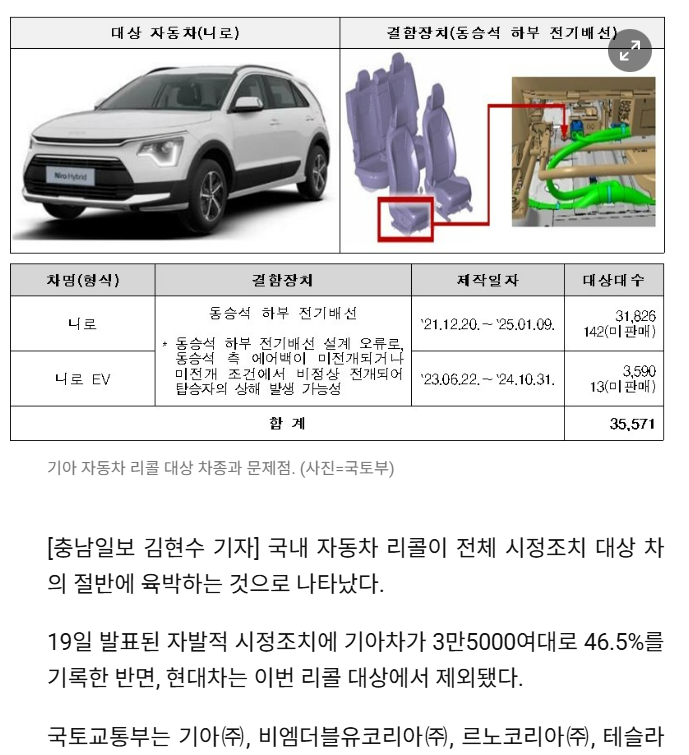 대상 자동차(니로)
결함장치(동승석 하부 전기배선)
Niro Hybrid
차명(형식)
결함장치
제작일자
대상대수
니로
동승석 하부 전기배선
* 동승석 하부 전기배선 설계 오류로,
동승석 측 에어백이 미전개되거나
미전개 조건에서 비정상 전개되어
탑승자의 상해 발생 가능성
'21.12.20.~'25.01.09.
31,826
142(미판매)
니로 EV
'23.06.22.~'24.10.31.
3,590
13(미판매)
합 계
35,571
기아 자동차 리콜 대상 차종과 문제점. (사진=국토부)
[충남일보 김현수 기자] 국내 자동차 리콜이 전체 시정조치 대상 차
의 절반에 육박하는 것으로 나타났다.
19일 발표된 자발적 시정조치에 기아차가 3만5000여대로 46.5%를
기록한 반면, 현대차는 이번 리콜 대상에서 제외됐다.
국토교통부는 기아㈜, 비엠더블유코리아㈜, 르노코리아㈜, 테슬라